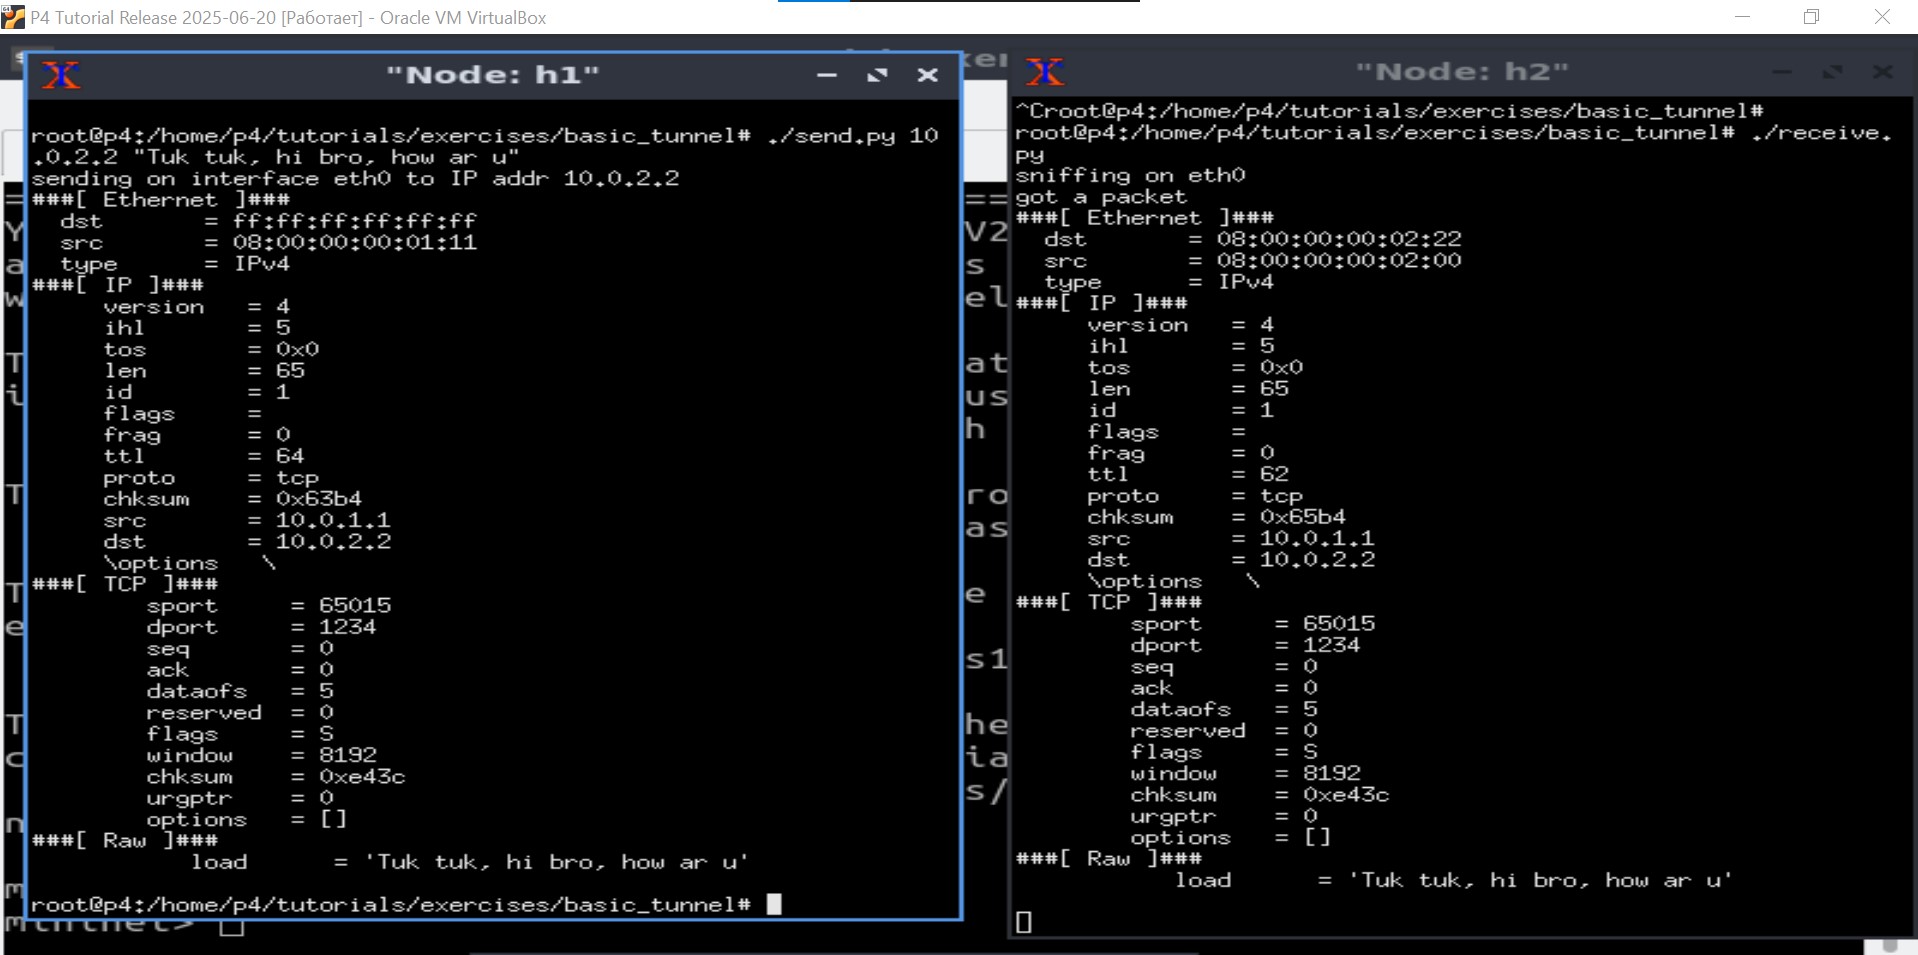 P4 Tutorial Release 2025-06-20 [Работает] - Oracle VM VirtualBox
"Node: h1"
root@p4:/home/p4/tutorials/exercises/basic_tunnel# ./send.py 10
.0.2.2 "Tuk tuk, hi bro, how ar u"
sending on interface eth0 to IP addr 10.0.2.2
###[ Ethernet ]###
dst = ff:ff:ff:ff:ff:ff
src = 08:00:00:00:01:11
type = IPv4
###[ IP ]###
version = 4
ihl = 5
tos = 0x0
len = 65
id = 1
flags =
frag = 0
ttl = 64
proto = tcp
chksum = 0x63b4
src = 10.0.1.1
dst = 10.0.2.2
\options \
###[ TCP ]###
sport = 65015
dport = 1234
seq = 0
ack = 0
dataofs = 5
reserved = 0
flags = S
window = 8192
chksum = 0xe43c
urgptr = 0
options = []
###[ Raw ]###
load = 'Tuk tuk, hi bro, how ar u'
root@p4:/home/p4/tutorials/exercises/basic_tunnel#
"Node: h2"
^Croot@p4:/home/p4/tutorials/exercises/basic_tunnel#
root@p4:/home/p4/tutorials/exercises/basic_tunnel# ./receive.
py
sniffing on eth0
got a packet
###[ Ethernet ]###
dst = 08:00:00:00:02:22
src = 08:00:00:00:02:00
type = IPv4
###[ IP ]###
version = 4
ihl = 5
tos = 0x0
len = 65
id = 1
flags =
frag = 0
ttl = 62
proto = tcp
chksum = 0x65b4
src = 10.0.1.1
dst = 10.0.2.2
\options \
###[ TCP ]###
sport = 65015
dport = 1234
seq = 0
ack = 0
dataofs = 5
reserved = 0
flags = S
window = 8192
chksum = 0xe43c
urgptr = 0
options = []
###[ Raw ]###
load = 'Tuk tuk, hi bro, how ar u'